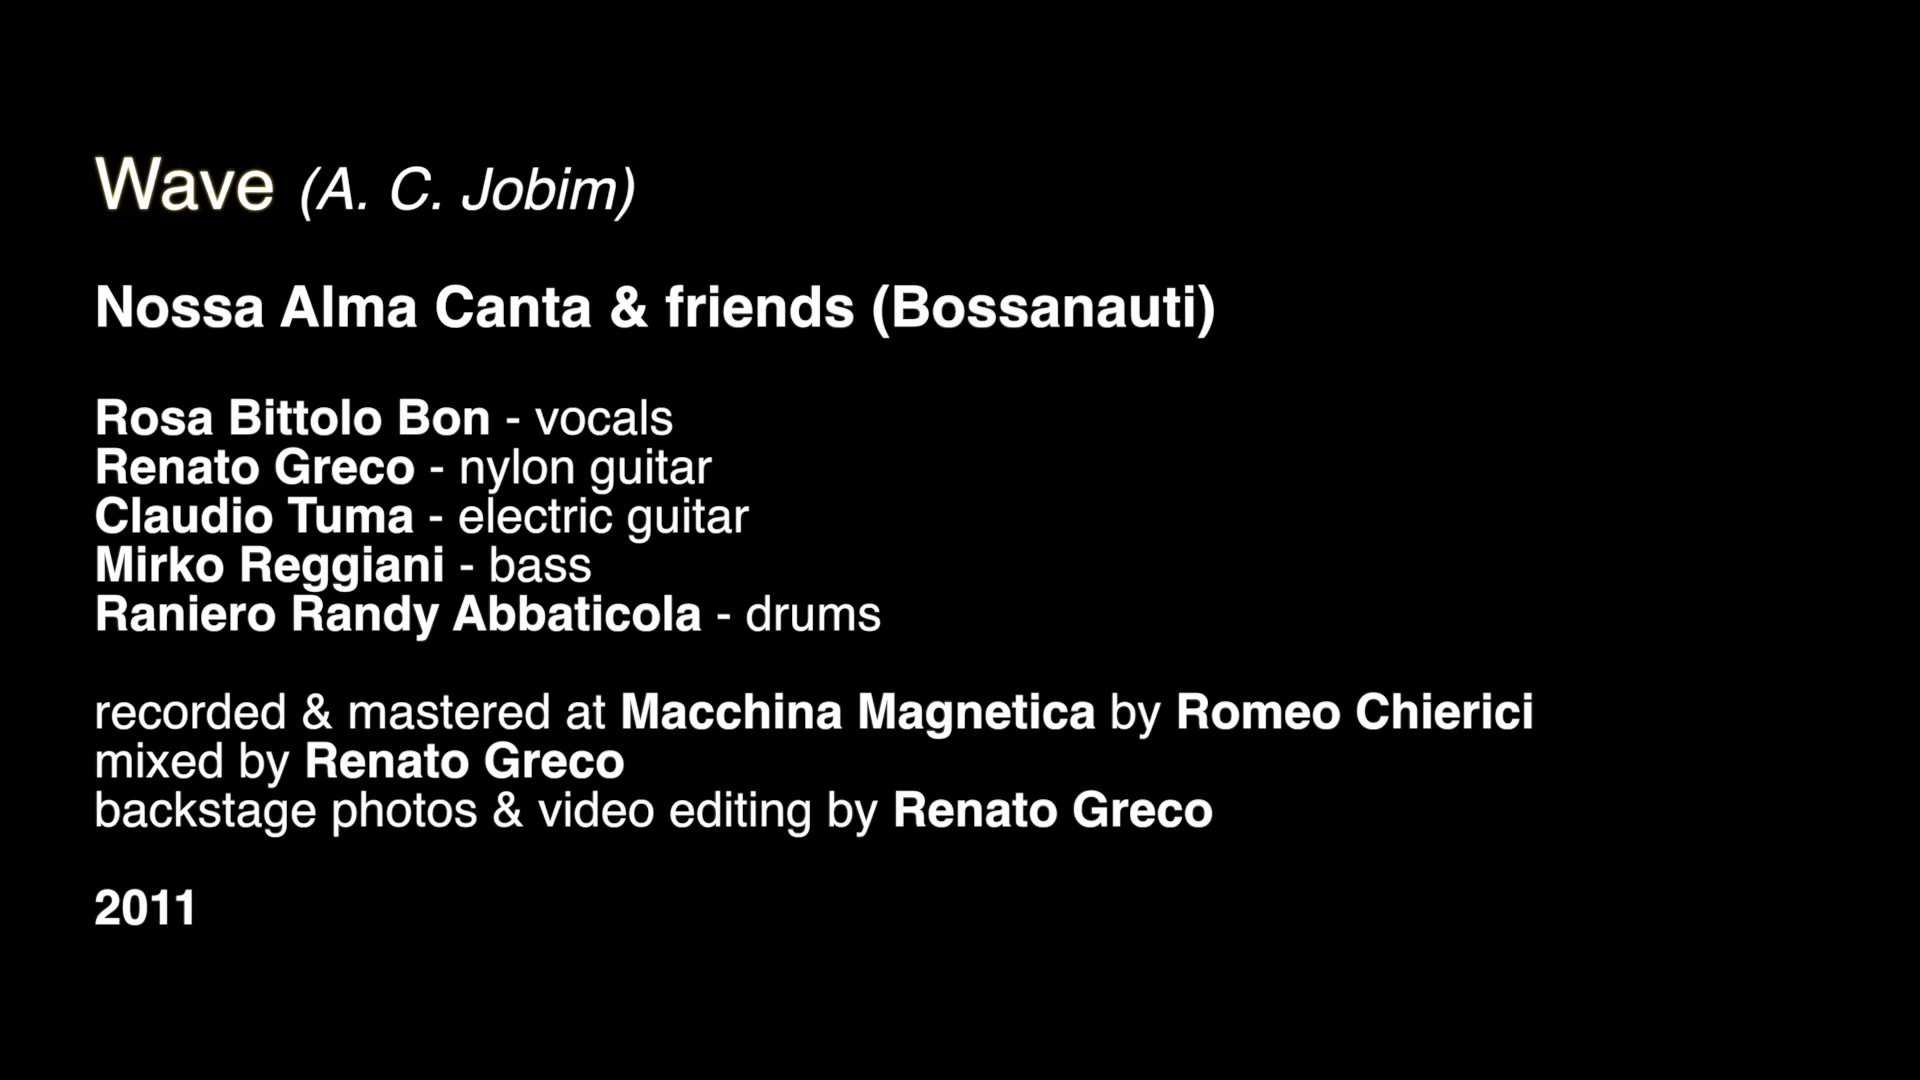 Wave (A. C. Jobim)
Nossa Alma Canta & friends (Bossanauti)
Rosa Bittolo Bon - vocals
Renato Greco - nylon guitar
Claudio Tuma - electric guitar
Mirko Reggiani - bass
Raniero Randy Abbaticola - drums
recorded & mastered at Macchina Magnetica by Romeo Chierici
mixed by Renato Greco
backstage photos & video editing by Renato Greco
2011